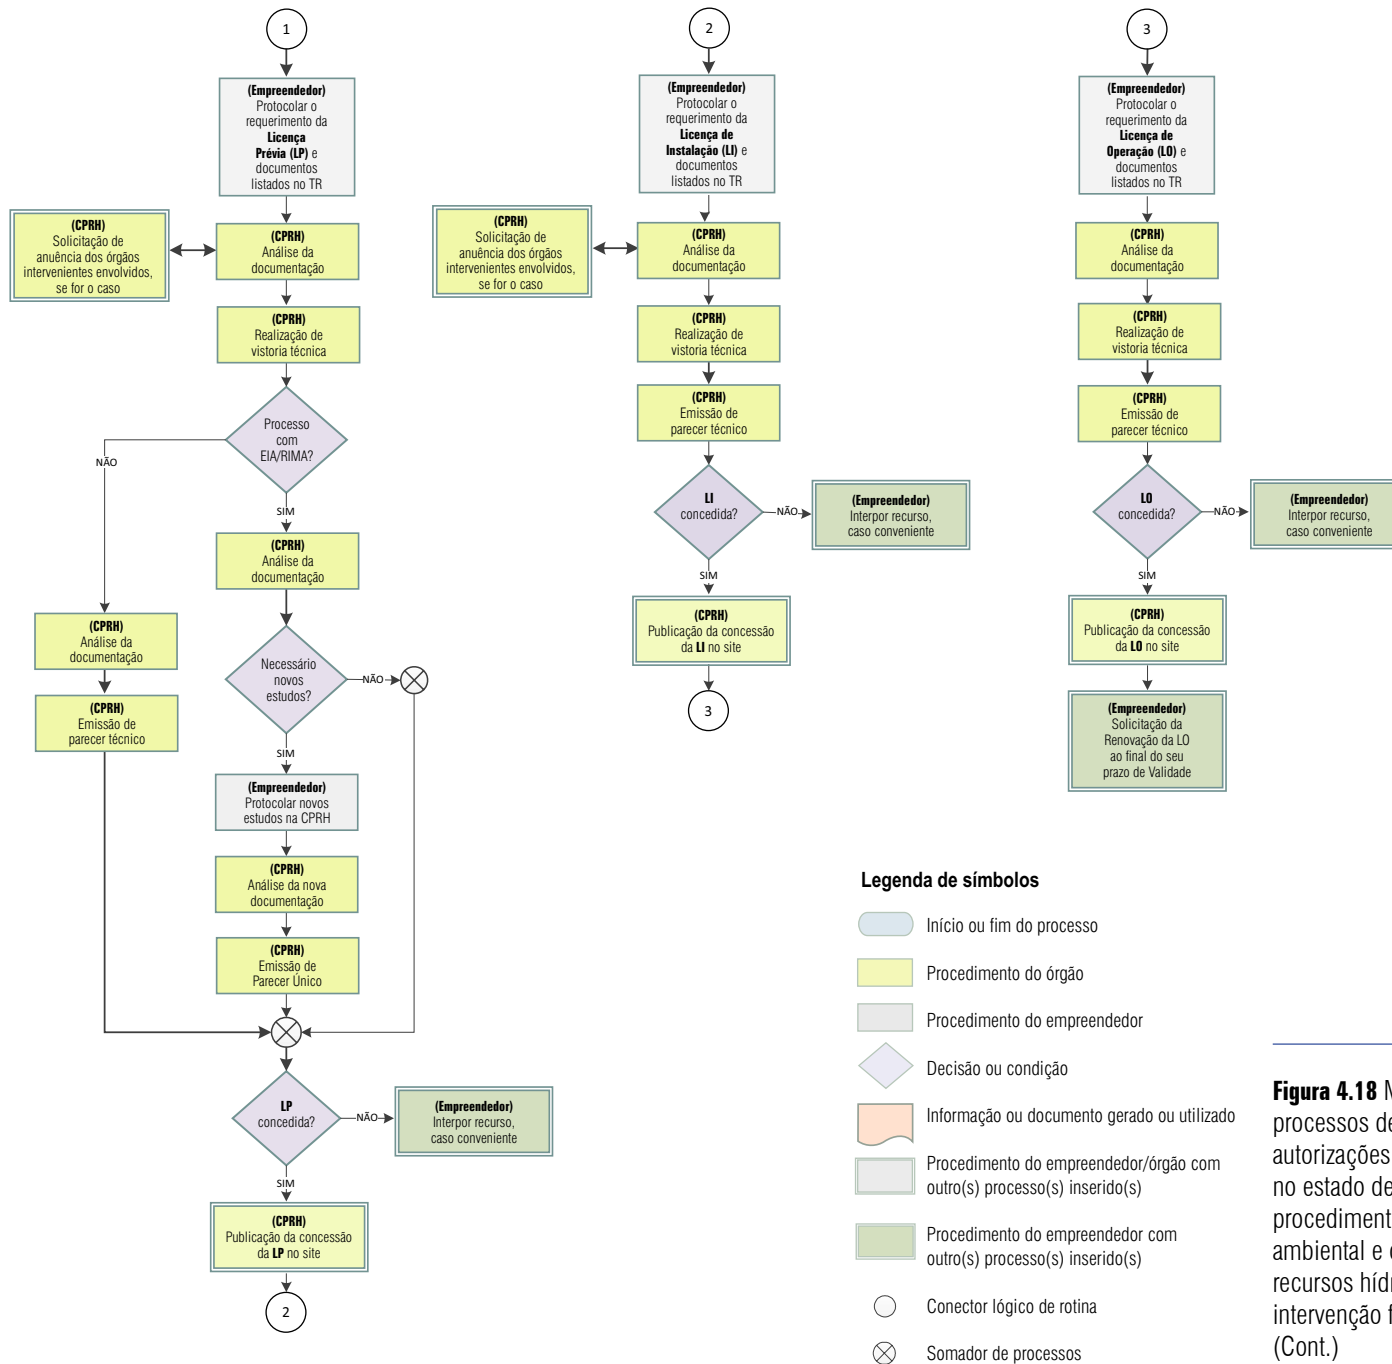 1
(Empreendedor)
Protocolar o
requerimento da
Licença
Prévia (LP) e
documentos
listados no TR
(CPRH)
Solicitação de
anuência dos órgãos
intervenientes envolvidos,
se for o caso
(CPRH)
Análise da
documentação
(CPRH)
Realização de
vistoria técnica
Processo
com
EIA/RIMA?
NÃO
SIM
(CPRH)
Análise da
documentação
(CPRH)
Análise da
documentação
(CPRH)
Emissão de
parecer técnico
Necessário
novos
estudos?
NÃO
SIM
(Empreendedor)
Protocolar novos
estudos na CPRH
(CPRH)
Análise da nova
documentação
(CPRH)
Emissão de
Parecer Único
LP
concedida?
NÃO
(Empreendedor)
Interpor recurso,
caso conveniente
SIM
(CPRH)
Publicação da concessão
da LP no site
2
2
(Empreendedor)
Protocolar o
requerimento da
Licença de
Instalação (LI) e
documentos
listados no TR
(CPRH)
Solicitação de
anuência dos órgãos
intervenientes envolvidos,
se for o caso
(CPRH)
Análise da
documentação
(CPRH)
Realização de
vistoria técnica
(CPRH)
Emissão de
parecer técnico
LI
concedida?
NÃO
(Empreendedor)
Interpor recurso,
caso conveniente
SIM
(CPRH)
Publicação da concessão
da LI no site
3
3
(Empreendedor)
Protocolar o
requerimento da
Licença de
Operação (LO) e
documentos
listados no TR
(CPRH)
Análise da
documentação
(CPRH)
Realização de
vistoria técnica
(CPRH)
Emissão de
parecer técnico
LO
concedida?
NÃO
(Empreendedor)
Interpor recurso,
caso conveniente
SIM
(CPRH)
Publicação da concessão
da LO no site
(Empreendedor)
Solicitação da
Renovação da LO
ao final do seu
prazo de Validade
Legenda de símbolos
Início ou fim do processo
Procedimento do órgão
Procedimento do empreendedor
Decisão ou condição
Informação ou documento gerado ou utilizado
Procedimento do empreendedor/órgão com
outro(s) processo(s) inserido(s)
Procedimento do empreendedor com
outro(s) processo(s) inserido(s)
Conector lógico de rotina
Somador de processos
Figura 4.18
processos de
autorizações
no estado de
procediment
ambiental e
recursos hídr
intervenção f
(Cont.)